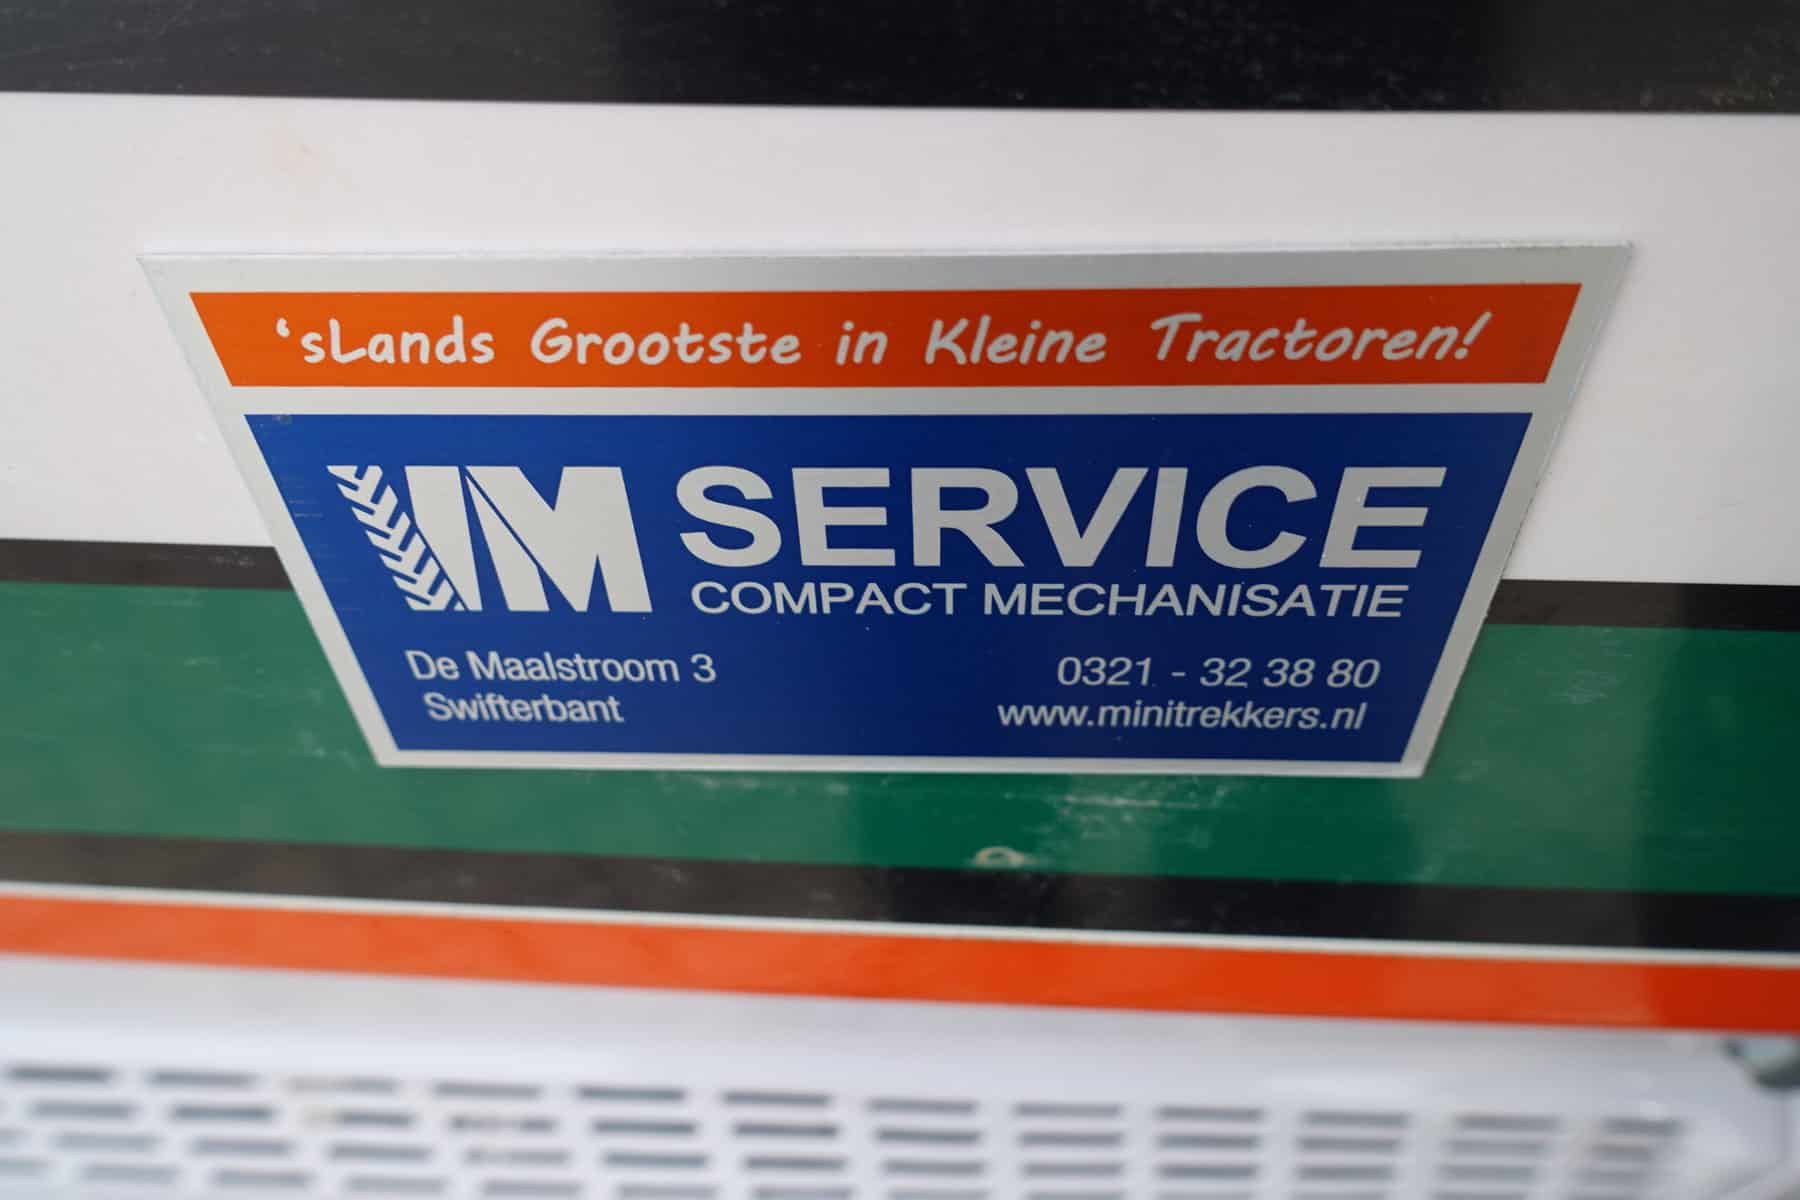 ‘sLands Grootste in Kleine Tractoren!
IM SERVICE
COMPACT MECHANISATIE
De Maalstroom 3
Swifterbant
0321 - 32 38 80
www.minitrekkers.nl